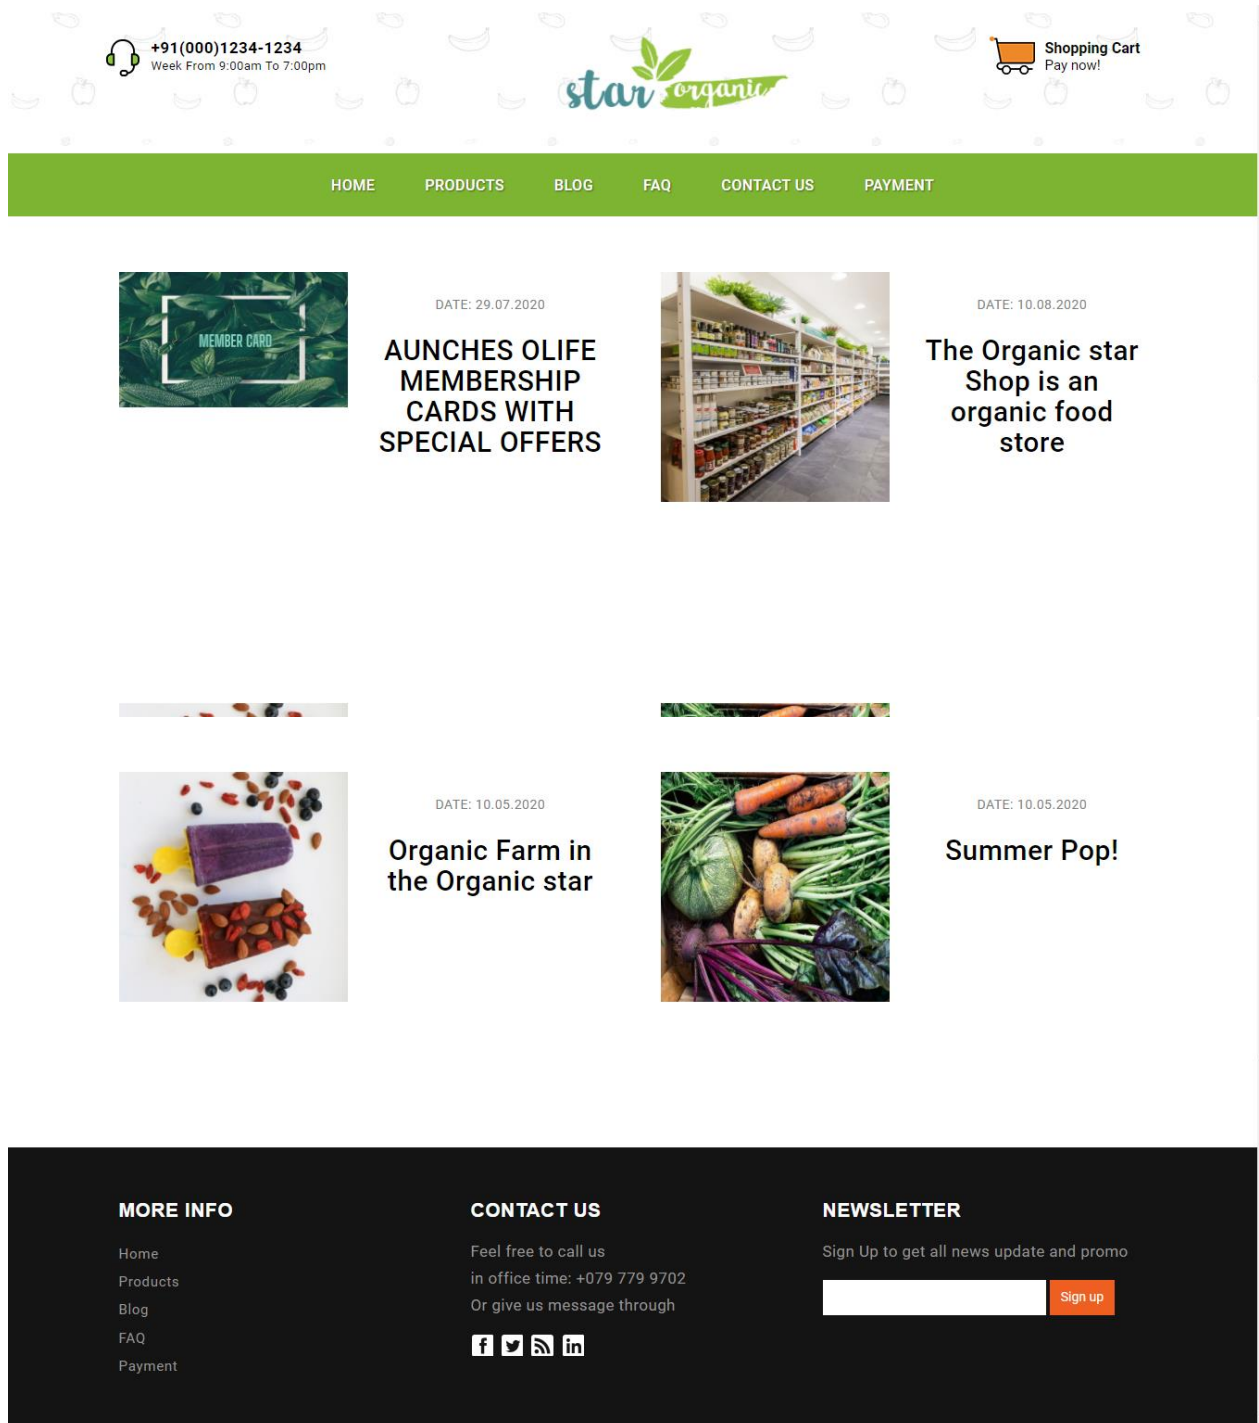 +91(000)1234-1234
Week From 9:00am To 7:00pm
star organic
Shopping Cart
Pay now!
HOME PRODUCTS BLOG FAQ CONTACT US PAYMENT
MEMBER CARD
DATE: 29.07.2020
AUNCHES OLIFE
MEMBERSHIP
CARDS WITH
SPECIAL OFFERS
DATE: 10.08.2020
The Organic star
Shop is an
organic food
store
DATE: 10.05.2020
Organic Farm in
the Organic star
DATE: 10.05.2020
Summer Pop!
MORE INFO
Home
Products
Blog
FAQ
Payment
CONTACT US
Feel free to call us
in office time: +079 779 9702
Or give us message through
NEWSLETTER
Sign Up to get all news update and promo
Sign up